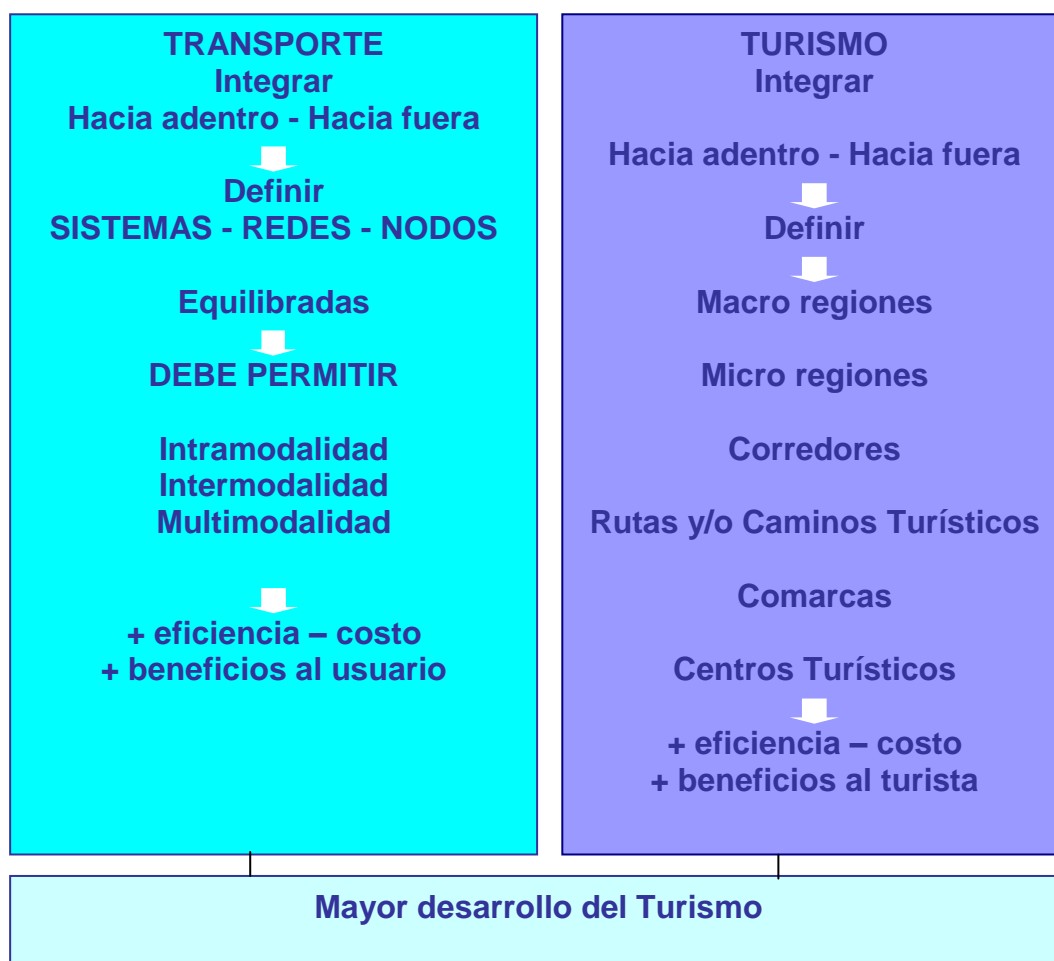 TRANSPORTE
Integrar
Hacia adentro - Hacia fuera
Definir
SISTEMAS - REDES - NODOS
Equilibradas
DEBE PERMITIR
Intramodalidad
Intermodalidad
Multimodalidad
+ eficiencia – costo
+ beneficios al usuario
TURISMO
Integrar
Hacia adentro - Hacia fuera
Definir
Macro regiones
Micro regiones
Corredores
Rutas y/o Caminos Turísticos
Comarcas
Centros Turísticos
+ eficiencia – costo
+ beneficios al turista
Mayor desarrollo del Turismo